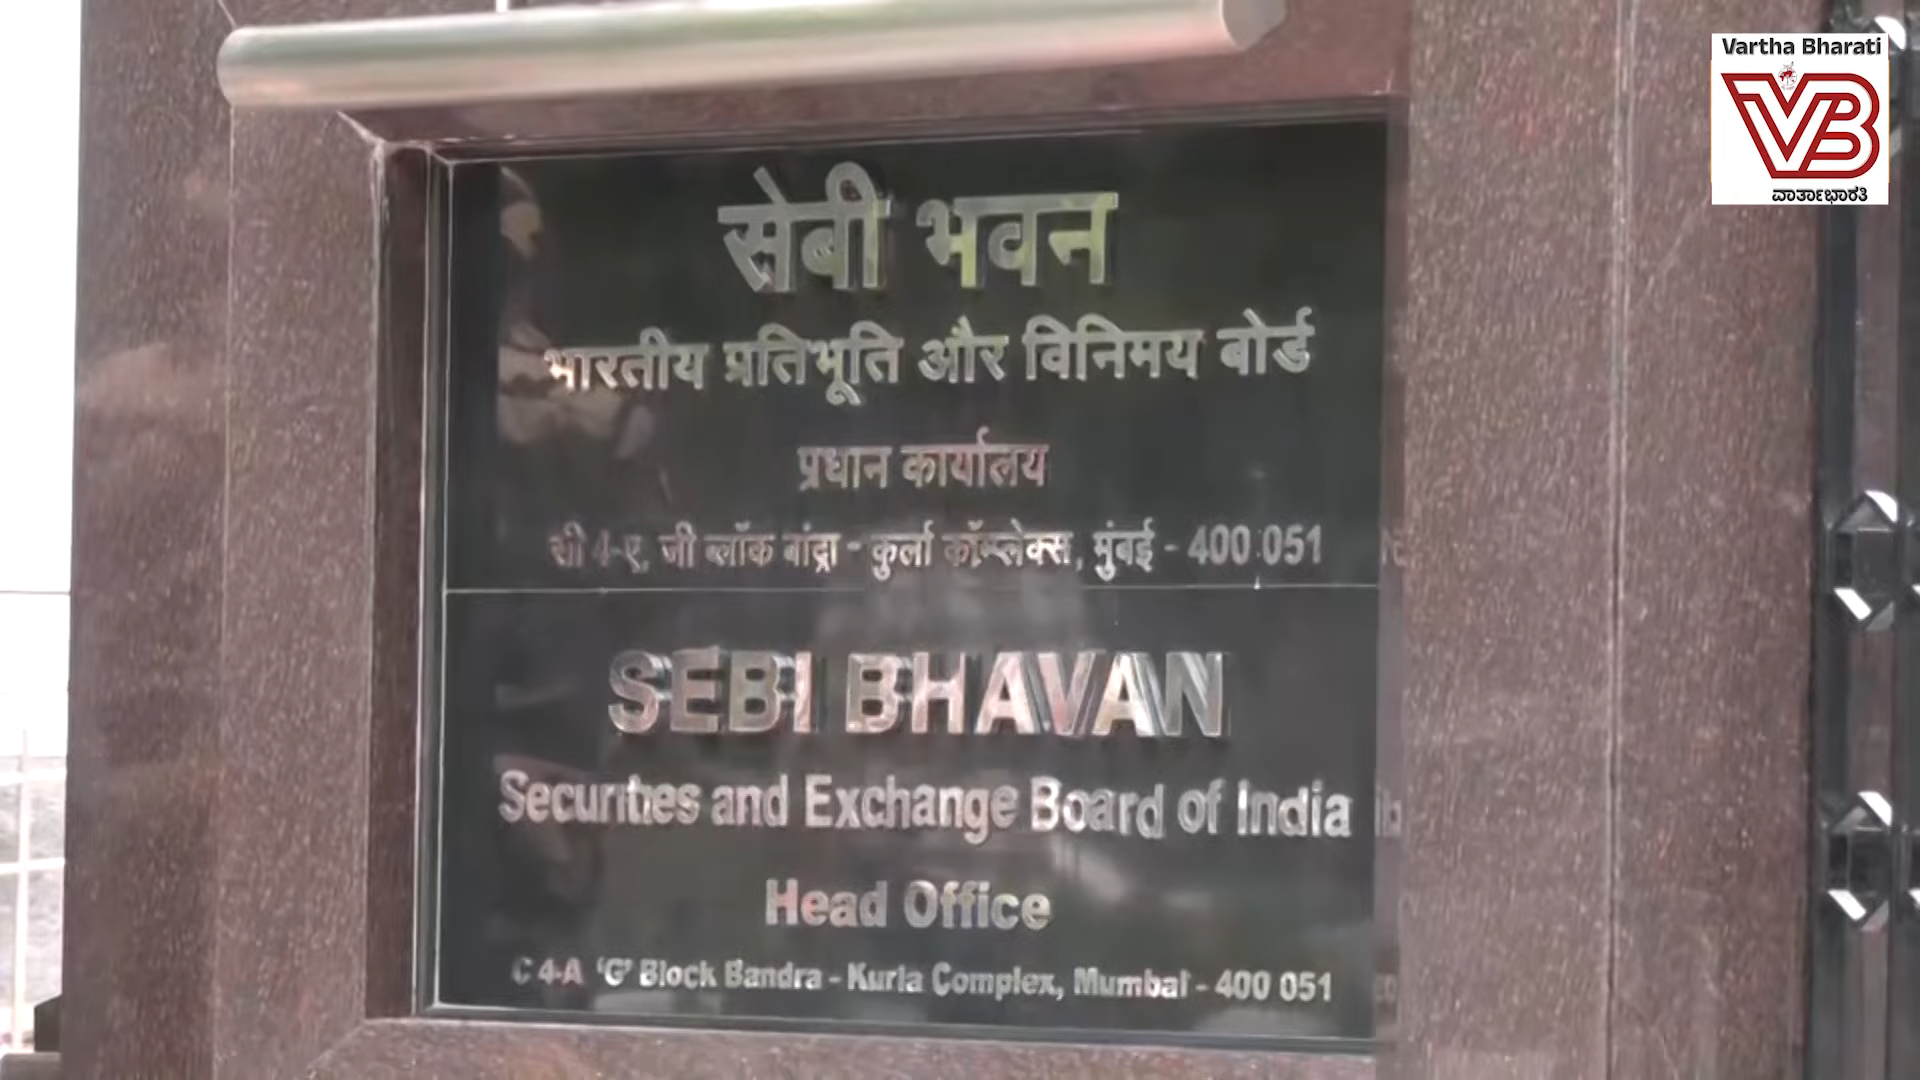 Vartha Bharati
VB
ವಾರ್ತಾಭಾರತಿ
सेबी भवन
भारतीय प्रतिभूति और विनिमय बोर्ड
प्रधान कार्यालय
सी 4-ए, जी ब्लॉक बांद्रा - कुर्ला कॉम्प्लेक्स, मुंबई - 400 051
SEBI BHAVAN
Securities and Exchange Board of India
Head Office
C 4-A 'G' Block Bandra - Kurla Complex, Mumbai - 400 051